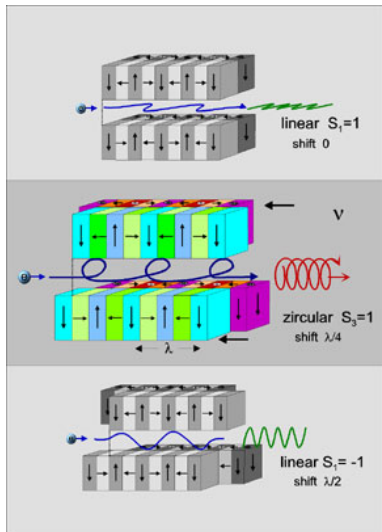 linear S₁=1
shift 0
ν
zircular S₃=1
shift λ/4
λ
linear S₁= -1
shift λ/2